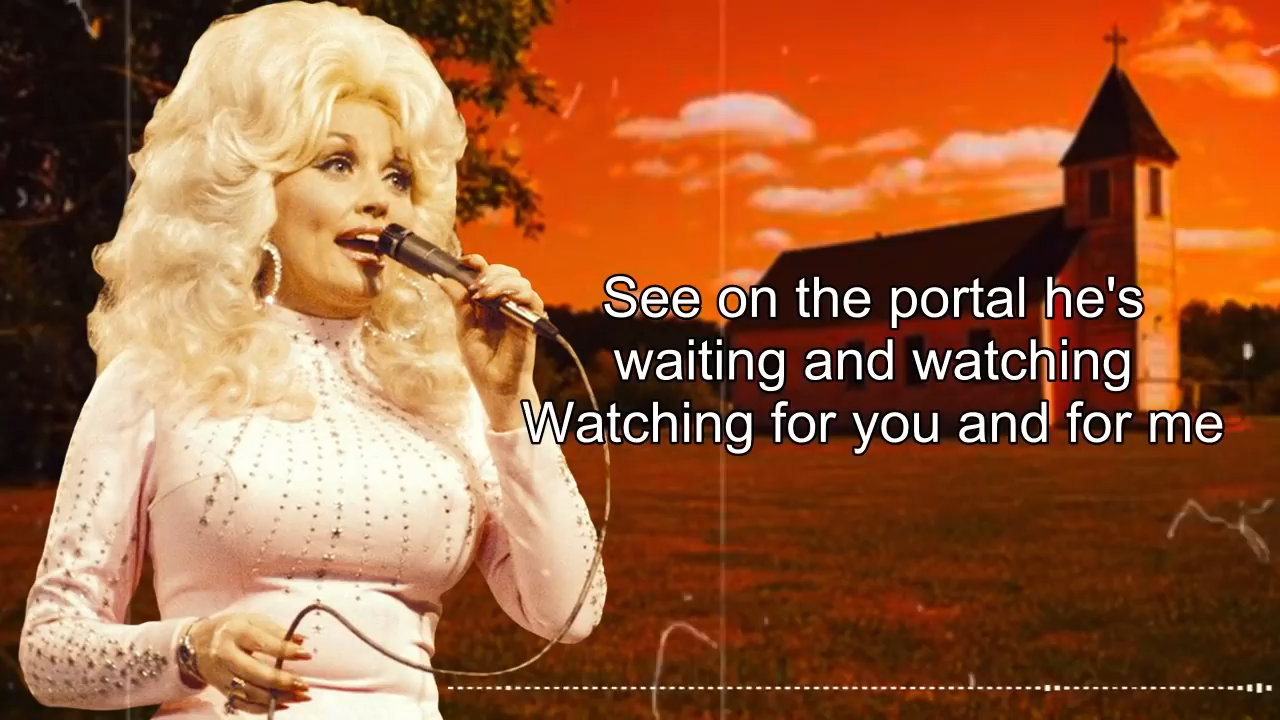 See on the portal he's
waiting and watching
Watching for you and for me